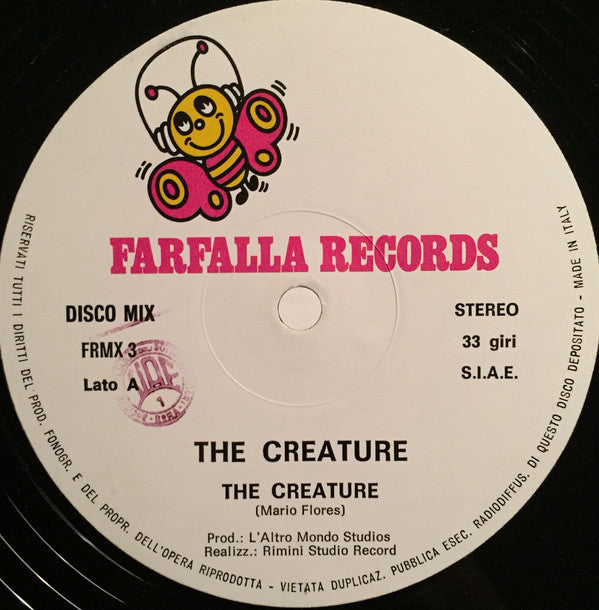 FARFALLA RECORDS
DISCO MIX
FRMX 3
Lato A
STEREO
33 giri
S.I.A.E.
THE CREATURE
THE CREATURE
(Mario Flores)
Prod.: L'Altro Mondo Studios
Realizz.: Rimini Studio Record
RISERVATI TUTTI I DIRITTI DEL PROD. FONOGR. E DEL PROPR. DELL'OPERA RIPRODOTTA - VIETATA DUPLICAZ. PUBBLICA ESEC. RADIODIFFUS. DI QUESTO DISCO DEPOSITATO - MADE IN ITALY